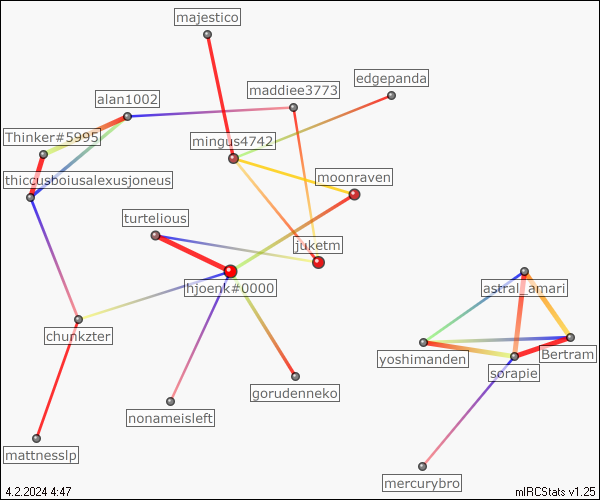 majestico
edgepanda
maddiee3773
alan1002
Thinker#5995
mingus4742
moonraven
thiccusboiusalexusjoneus
turtelious
juketm
hjoenk#0000
astral_amari
chunkzter
yoshimanden
Bertram
sorapie
gorudenneko
nonameisleft
mattnesslp
mercurybro
4.2.2024 4:47
mIRCStats v1.25